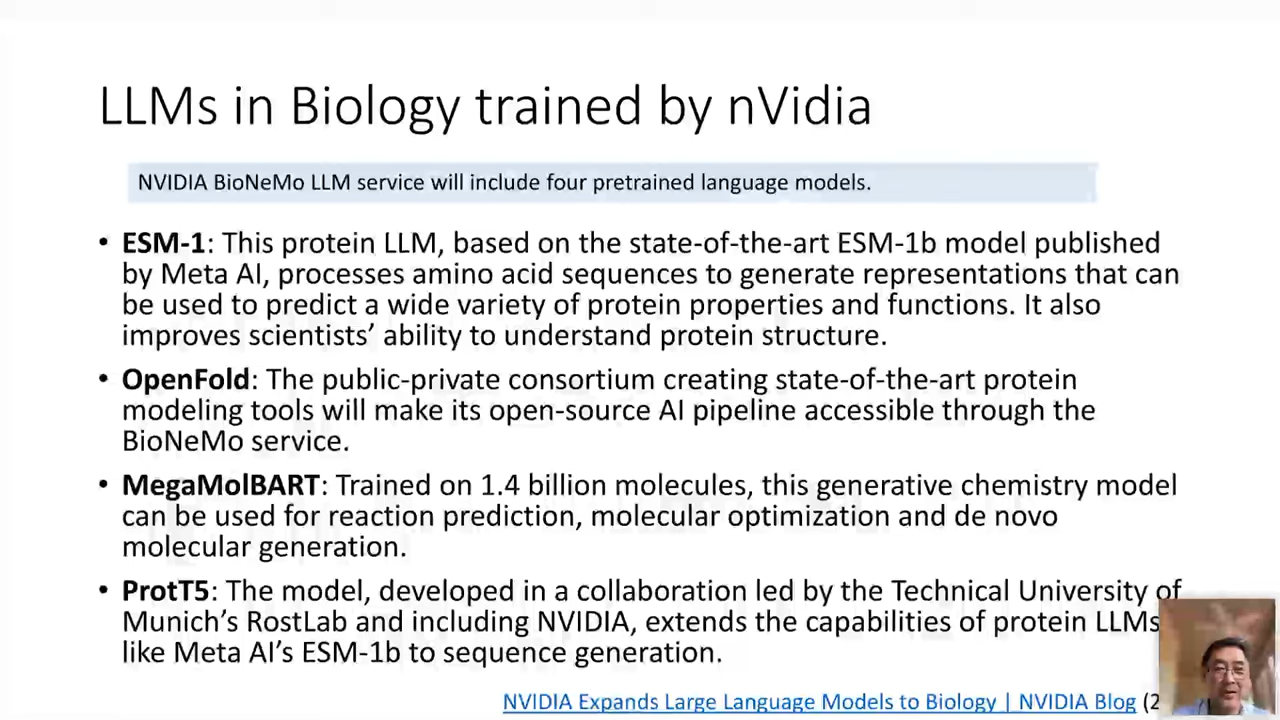 LLMs in Biology trained by nVidia
NVIDIA BioNeMo LLM service will include four pretrained language models.
• ESM-1: This protein LLM, based on the state-of-the-art ESM-1b model published
by Meta AI, processes amino acid sequences to generate representations that can
be used to predict a wide variety of protein properties and functions. It also
improves scientists’ ability to understand protein structure.
• OpenFold: The public-private consortium creating state-of-the-art protein
modeling tools will make its open-source AI pipeline accessible through the
BioNeMo service.
• MegaMolBART: Trained on 1.4 billion molecules, this generative chemistry model
can be used for reaction prediction, molecular optimization and de novo
molecular generation.
• ProtT5: The model, developed in a collaboration led by the Technical University of
Munich’s RostLab and including NVIDIA, extends the capabilities of protein LLMs
like Meta AI’s ESM-1b to sequence generation.
NVIDIA Expands Large Language Models to Biology | NVIDIA Blog (2